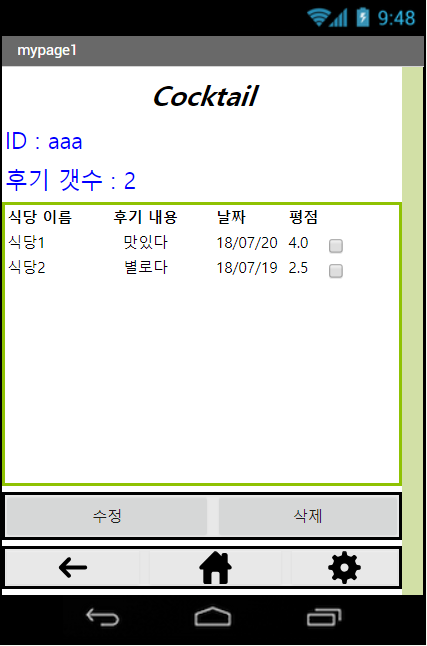 9:48
mypage1
Cocktail
ID : aaa
후기 갯수 : 2
식당 이름 후기 내용 날짜 평점
식당1 맛있다 18/07/20 4.0
식당2 별로다 18/07/19 2.5
수정 삭제